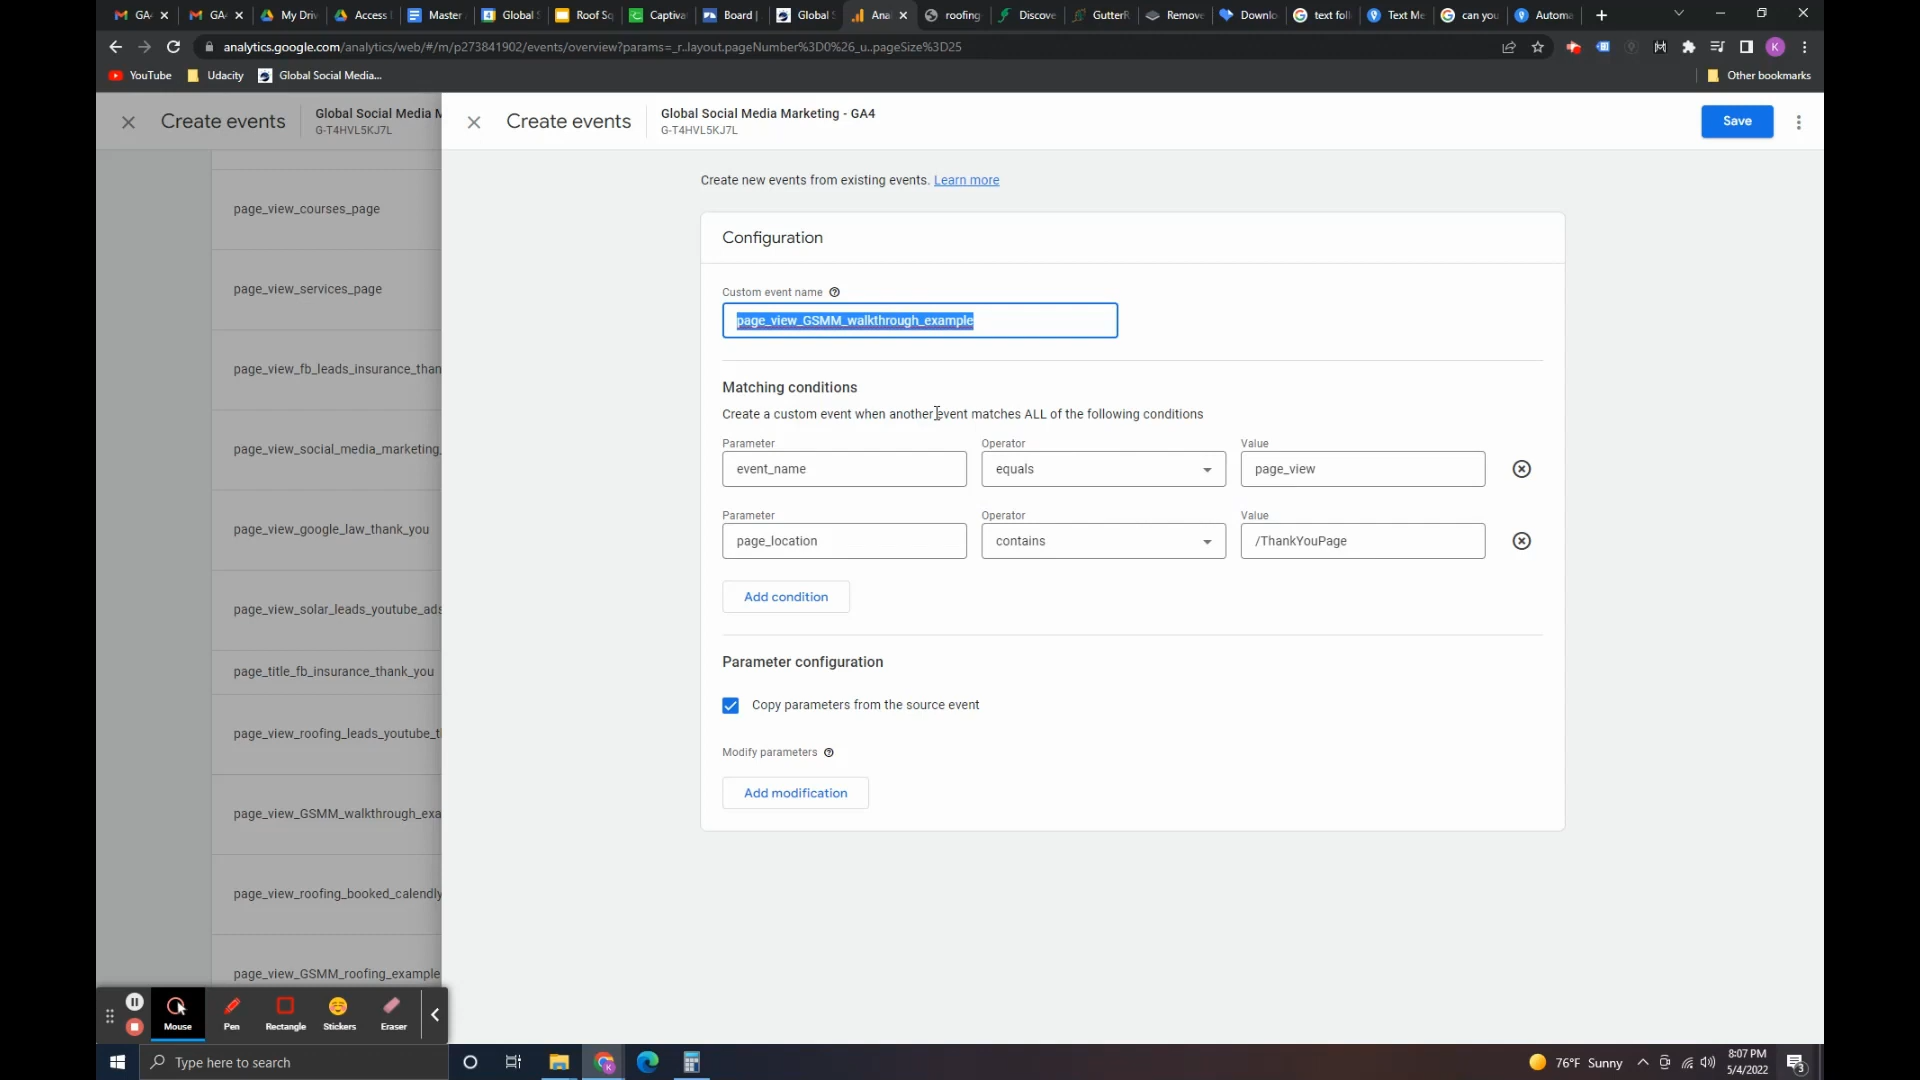 GA4
GA
My Driv
Access
Master
Global S
Roof Sq
Captiva
Board |
Global S
Ana
roofing
Discove
GutterR
Remove
Downlo
text foll
Text Me
can you
Automa
analytics.google.com/analytics/web/#/m/p273841902/events/overview?params=_r..layout.pageNumber%3D0%26_u..pageSize%3D25
K
YouTube
Udacity
Global Social Media...
Other bookmarks
Create events
Global Social Media M
G-T4HVL5KJ7L
page_view_courses_page
page_view_services_page
page_view_fb_leads_insurance_than
page_view_social_media_marketing_
page_view_google_law_thank_you
page_view_solar_leads_youtube_ads
page_title_fb_insurance_thank_you
page_view_roofing_leads_youtube_t
page_view_GSMM_walkthrough_exa
page_view_roofing_booked_calendly
page_view_GSMM_roofing_example
Create events
Global Social Media Marketing - GA4
G-T4HVL5KJ7L
Save
Create new events from existing events. Learn more
Configuration
Custom event name
page_view_GSMM_walkthrough_example
Matching conditions
Create a custom event when another event matches ALL of the following conditions
Parameter Operator Value
event_name equals page_view
Parameter Operator Value
page_location contains /ThankYouPage
Add condition
Parameter configuration
Copy parameters from the source event
Modify parameters
Add modification
Mouse Pen Rectangle Stickers Eraser
Type here to search
76°F Sunny
8:07 PM
5/4/2022
3